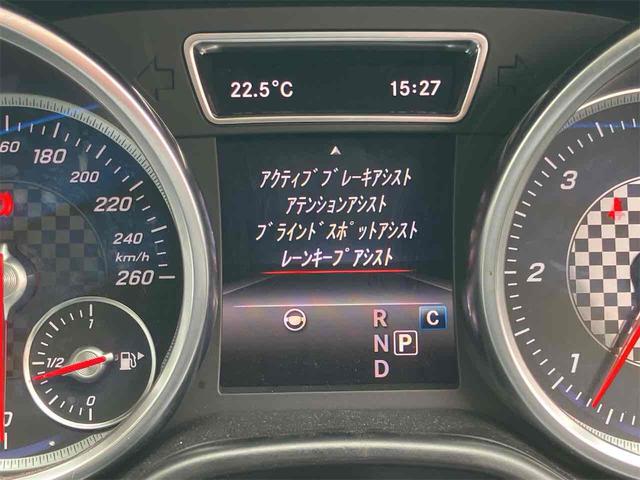 22.5°C 15:27
アクティブブレーキアシスト
アテンションアシスト
ブラインドスポットアシスト
レーンキープアシスト
R C
N P
D
180
200
220
240
km/h
260
1
1/2
0
3
2
1